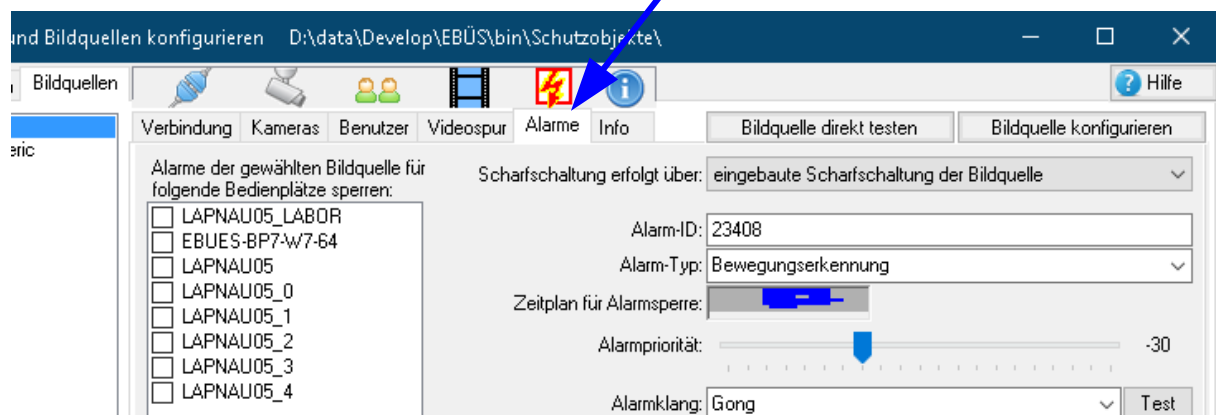 und Bildquellen konfigurieren D:\data\Develop\EBÜS\bin\Schutzobjekte\
Bildquellen
Hilfe
Verbindung Kameras Benutzer Videospur Alarme Info Bildquelle direkt testen Bildquelle konfigurieren
eric
Alarme der gewählten Bildquelle für
folgende Bedienplätze sperren:
LAPNAU05_LABOR
EBUES-BP7-W7-64
LAPNAU05
LAPNAU05_0
LAPNAU05_1
LAPNAU05_2
LAPNAU05_3
LAPNAU05_4
Scharfschaltung erfolgt über: eingebaute Scharfschaltung der Bildquelle
Alarm-ID: 23408
Alarm-Typ: Bewegungserkennung
Zeitplan für Alarmsperre:
Alarmpriorität: -30
Alarmklang: Gong Test